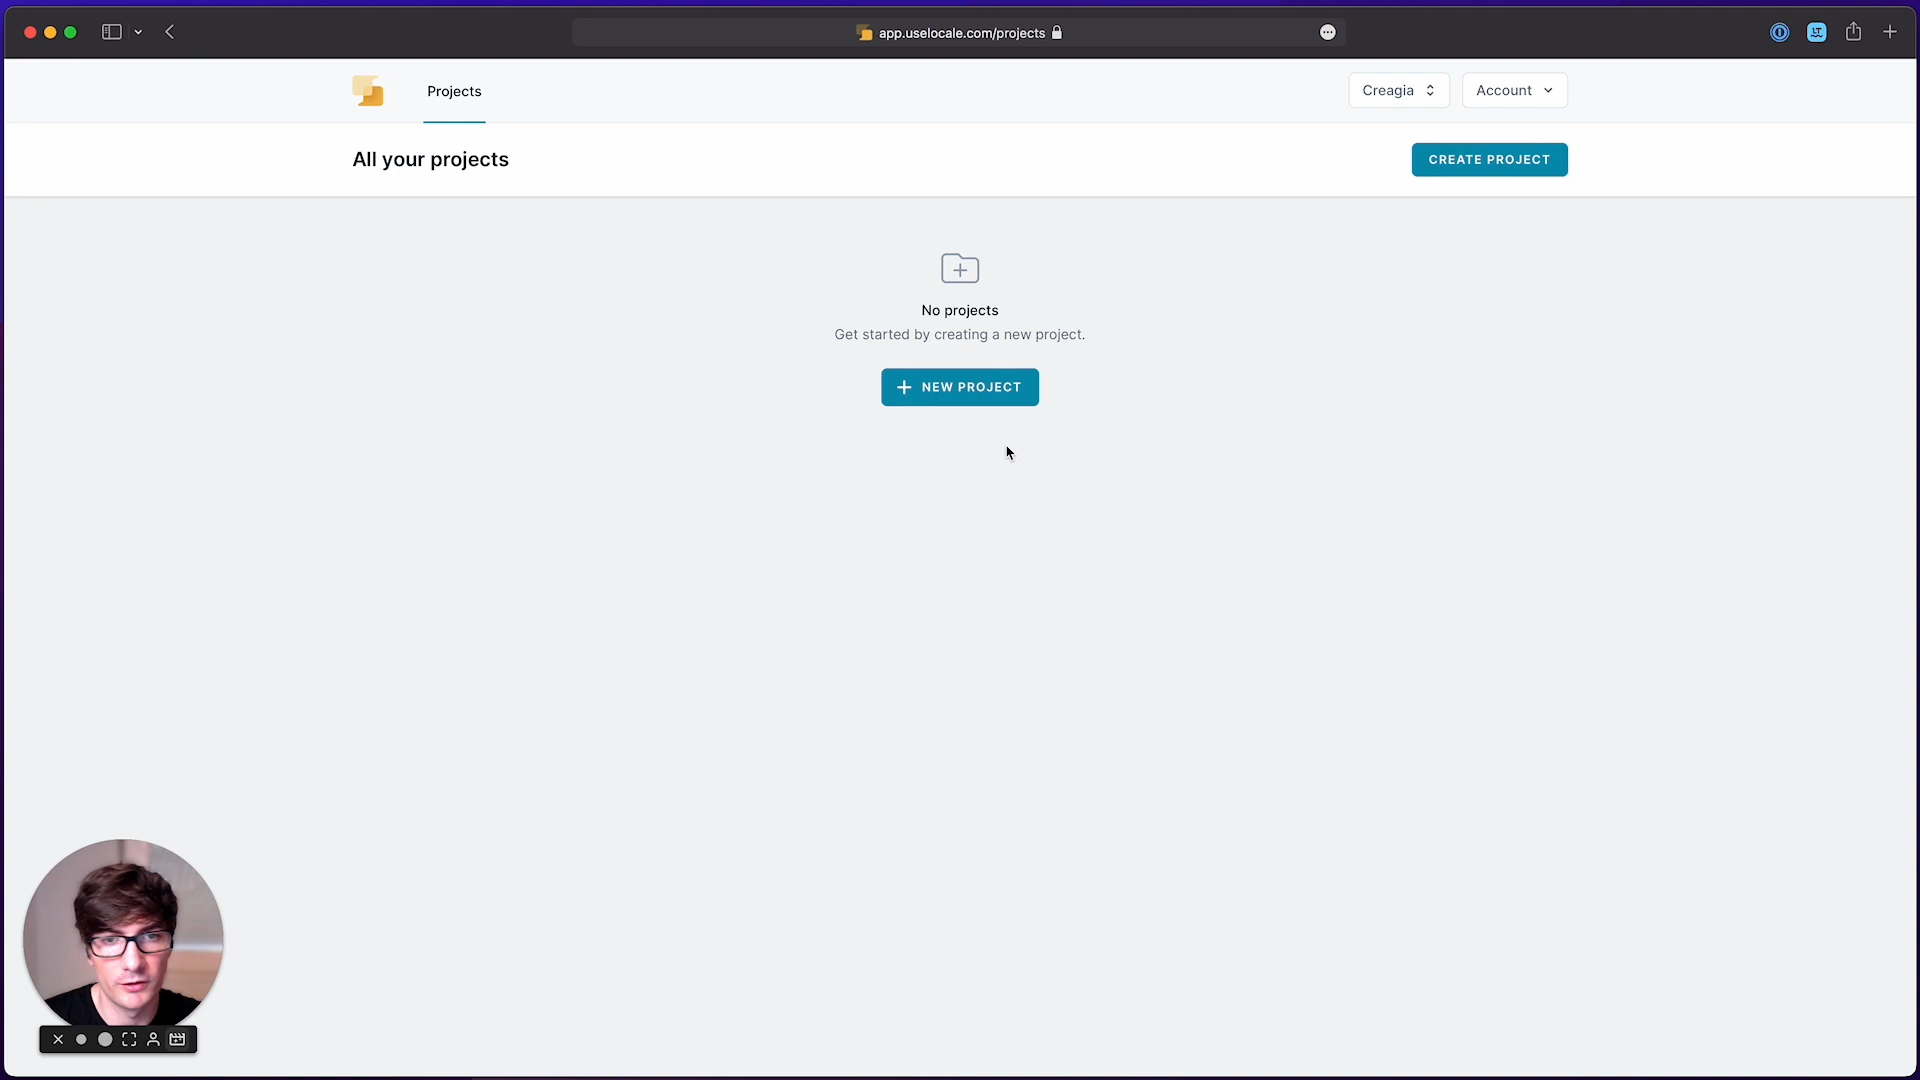 app.uselocale.com/projects
Projects
Creagia
Account
All your projects
CREATE PROJECT
No projects
Get started by creating a new project.
NEW PROJECT